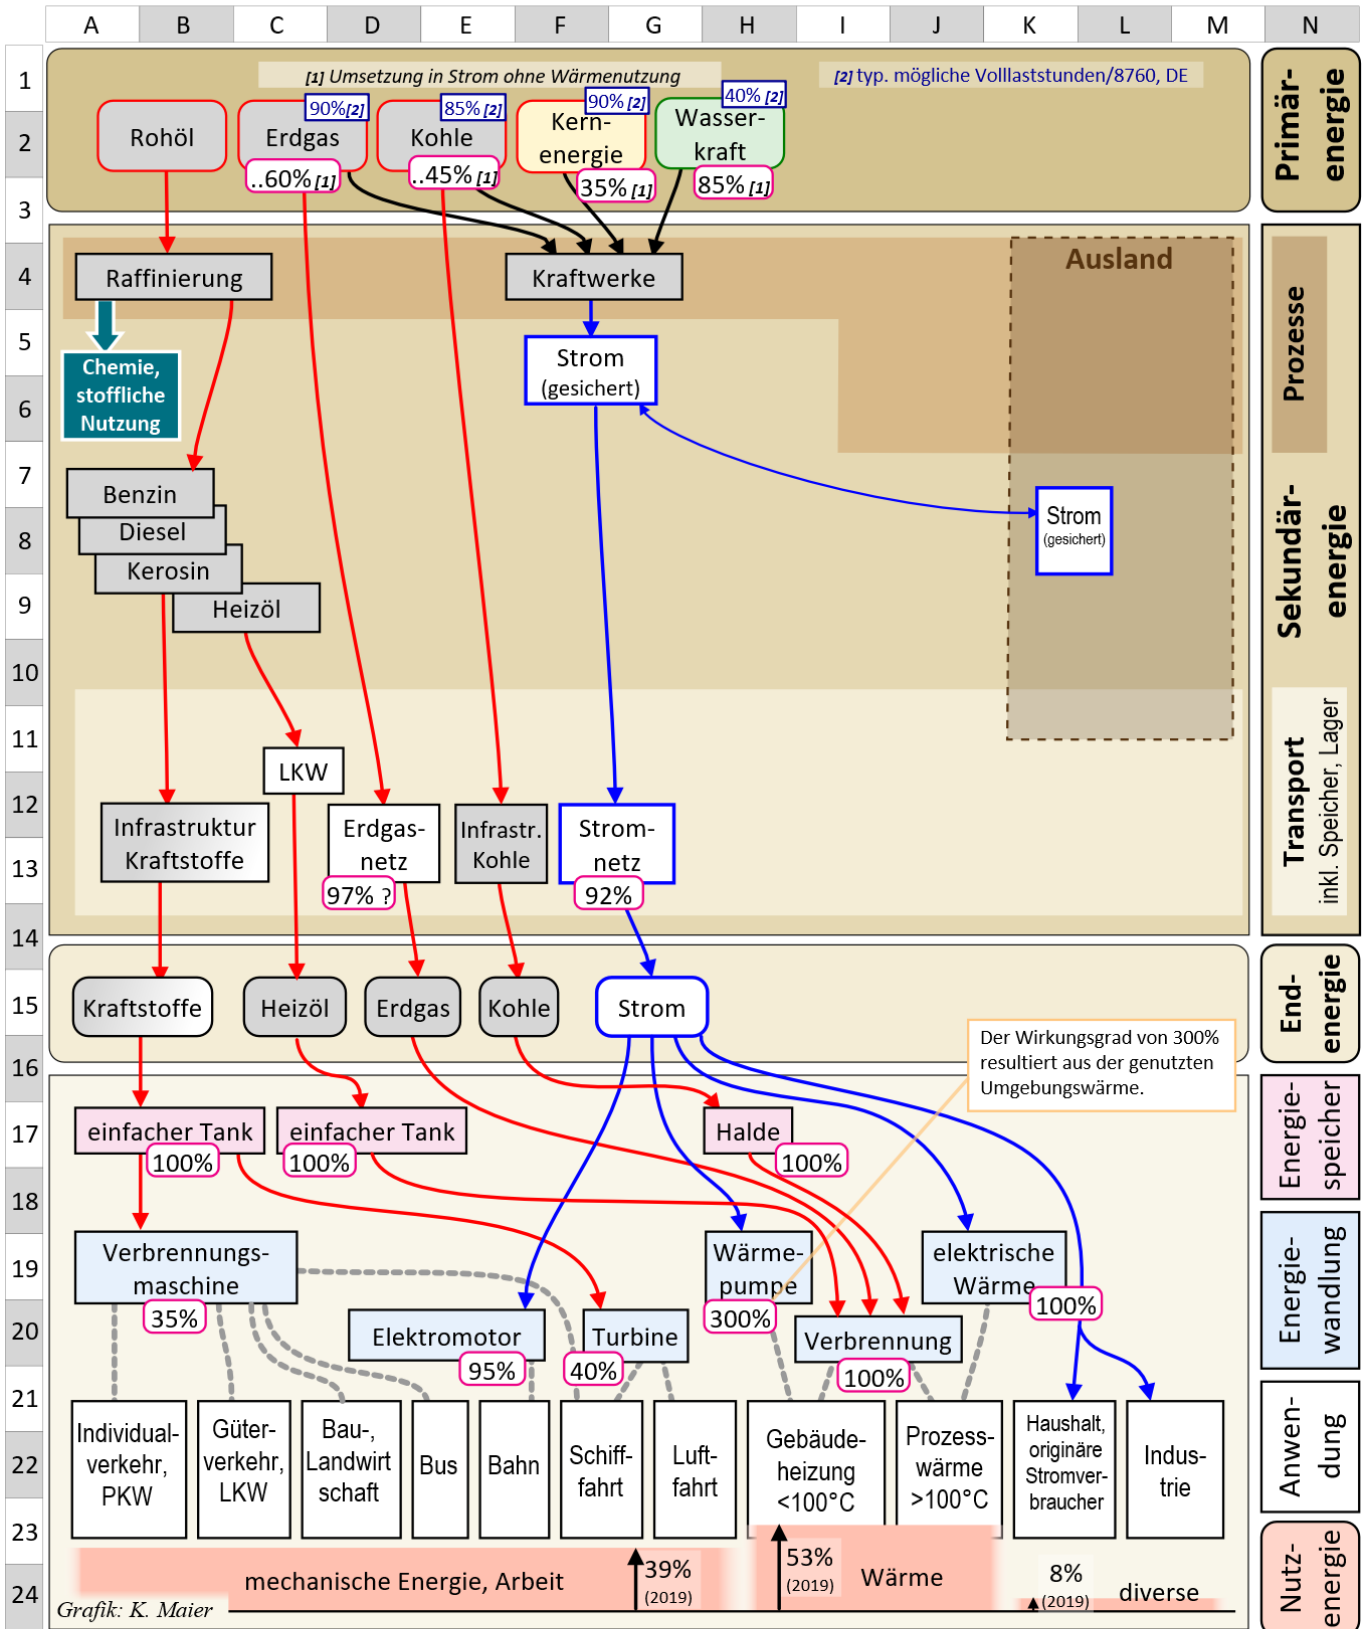 A B C D E F G H I J K L M N
1
2
3
4
5
6
7
8
9
10
11
12
13
14
15
16
17
18
19
20
21
22
23
24
[1] Umsetzung in Strom ohne Wärmenutzung
[2] typ. mögliche Volllaststunden/8760, DE
Rohöl
90%[2]
Erdgas
..60% [1]
85% [2]
Kohle
..45% [1]
90% [2]
Kern-
energie
35% [1]
40% [2]
Wasser-
kraft
85% [1]
Primär-
energie
Raffinierung
Kraftwerke
Ausland
Chemie,
stoffliche
Nutzung
Strom
(gesichert)
Prozesse
Benzin
Diesel
Kerosin
Heizöl
Strom
(gesichert)
Sekundär-
energie
LKW
Infrastruktur
Kraftstoffe
Erdgas-
netz
97% ?
Infrastr.
Kohle
Strom-
netz
92%
Transport
inkl. Speicher, Lager
Kraftstoffe
Heizöl
Erdgas
Kohle
Strom
End-
energie
Der Wirkungsgrad von 300%
resultiert aus der genutzten
Umgebungswärme.
einfacher Tank
100%
einfacher Tank
100%
Halde
100%
Energie-
speicher
Verbrennungs-
maschine
35%
Elektromotor
95%
Turbine
40%
Wärme-
pumpe
300%
Verbrennung
100%
elektrische
Wärme
100%
Energie-
wandlung
Individual-
verkehr,
PKW
Güter-
verkehr,
LKW
Bau-,
Landwirt
schaft
Bus
Bahn
Schiff-
fahrt
Luft-
fahrt
Gebäude-
heizung
<100°C
Prozess-
wärme
>100°C
Haushalt,
originäre
Stromver-
braucher
Indus-
trie
Anwen-
dung
mechanische Energie, Arbeit
39%
(2019)
53%
(2019)
Wärme
8%
(2019)
diverse
Nutz-
energie
Grafik: K. Maier